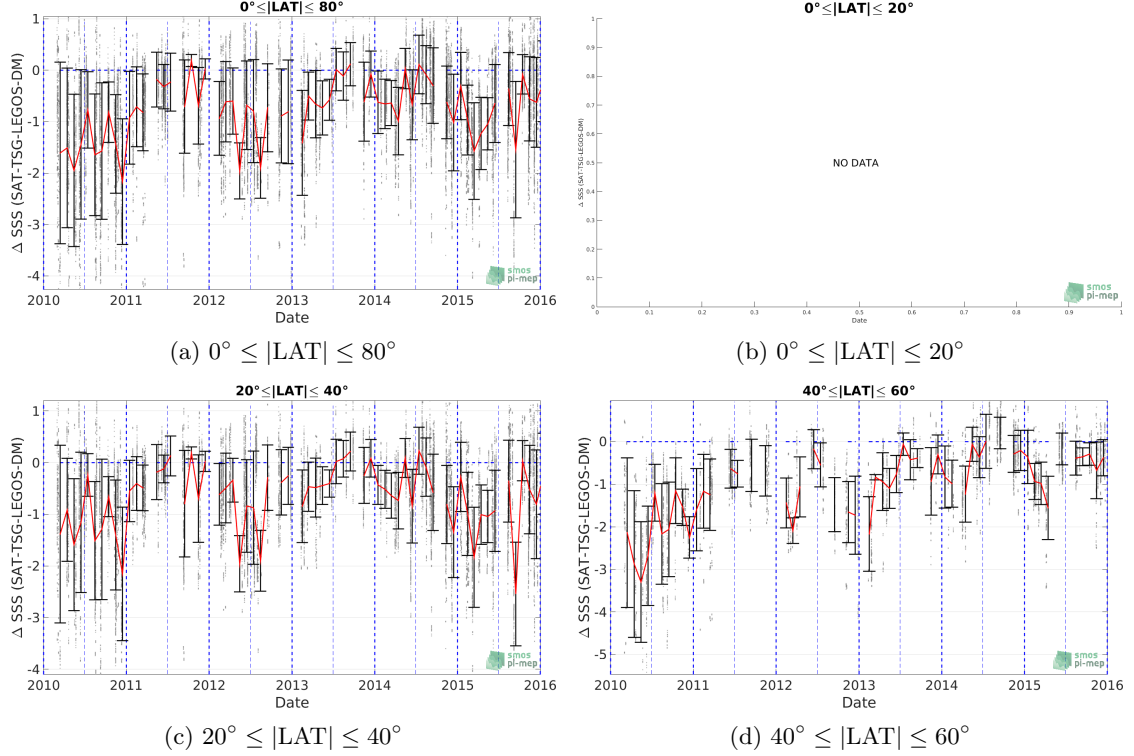 0°≤|LAT|≤ 80°
Δ SSS (SAT-TSG-LEGOS-DM)
1
0
-1
-2
-3
-4
2010 2011 2012 2013 2014 2015 2016
Date
smos
pi-mep
(a) 0° ≤ |LAT| ≤ 80°
0°≤|LAT|≤ 20°
Δ SSS (SAT-TSG-LEGOS-DM)
1
0.9
0.8
0.7
0.6
0.5
0.4
0.3
0.2
0.1
0
NO DATA
0 0.1 0.2 0.3 0.4 0.5 0.6 0.7 0.8 0.9 1
Date
smos
pi-mep
(b) 0° ≤ |LAT| ≤ 20°
20°≤|LAT|≤ 40°
Δ SSS (SAT-TSG-LEGOS-DM)
1
0
-1
-2
-3
-4
2010 2011 2012 2013 2014 2015 2016
Date
smos
pi-mep
(c) 20° ≤ |LAT| ≤ 40°
40°≤|LAT|≤ 60°
Δ SSS (SAT-TSG-LEGOS-DM)
0
-1
-2
-3
-4
-5
2010 2011 2012 2013 2014 2015 2016
Date
smos
pi-mep
(d) 40° ≤ |LAT| ≤ 60°